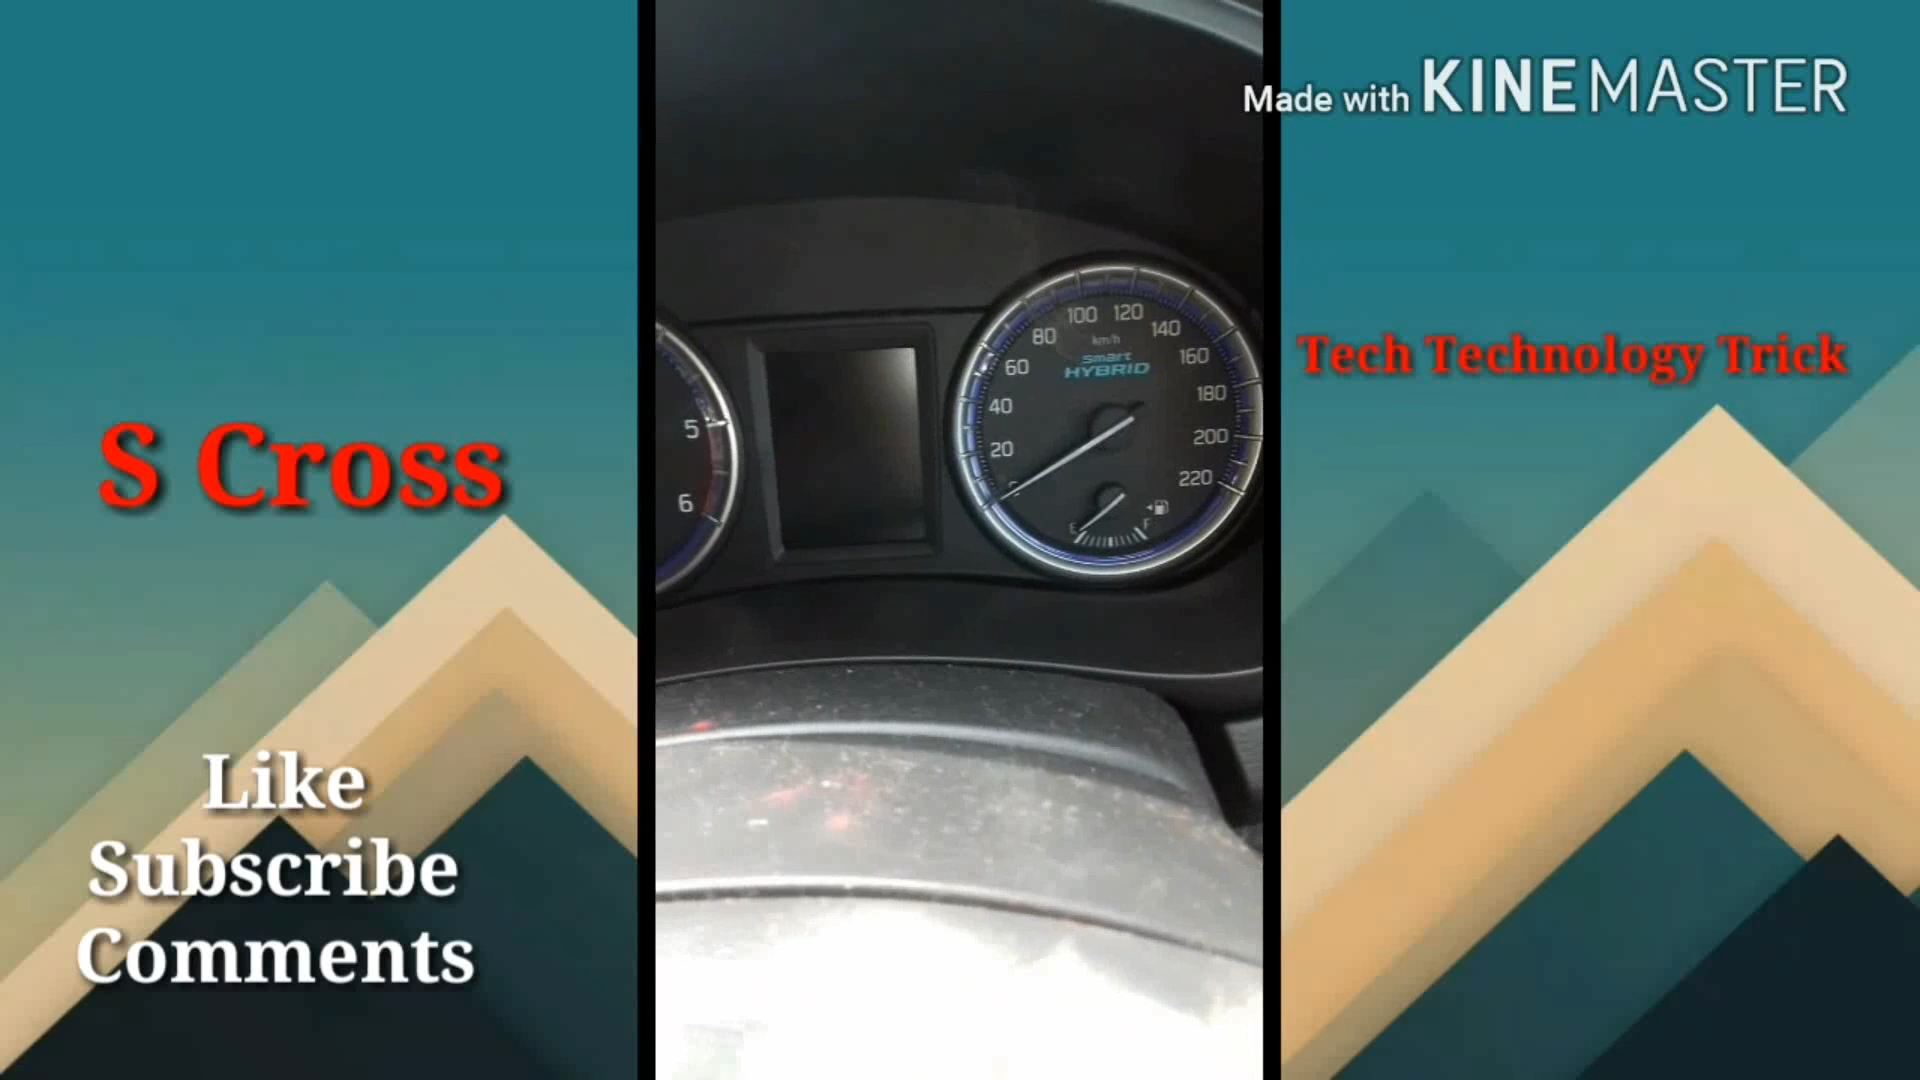 Made with KINEMASTER
S Cross
Tech Technology Trick
Like
Subscribe
Comments
5
6
20
40
60
80
100
120
140
160
180
200
220
km/h
smart
HYBRID
E
F